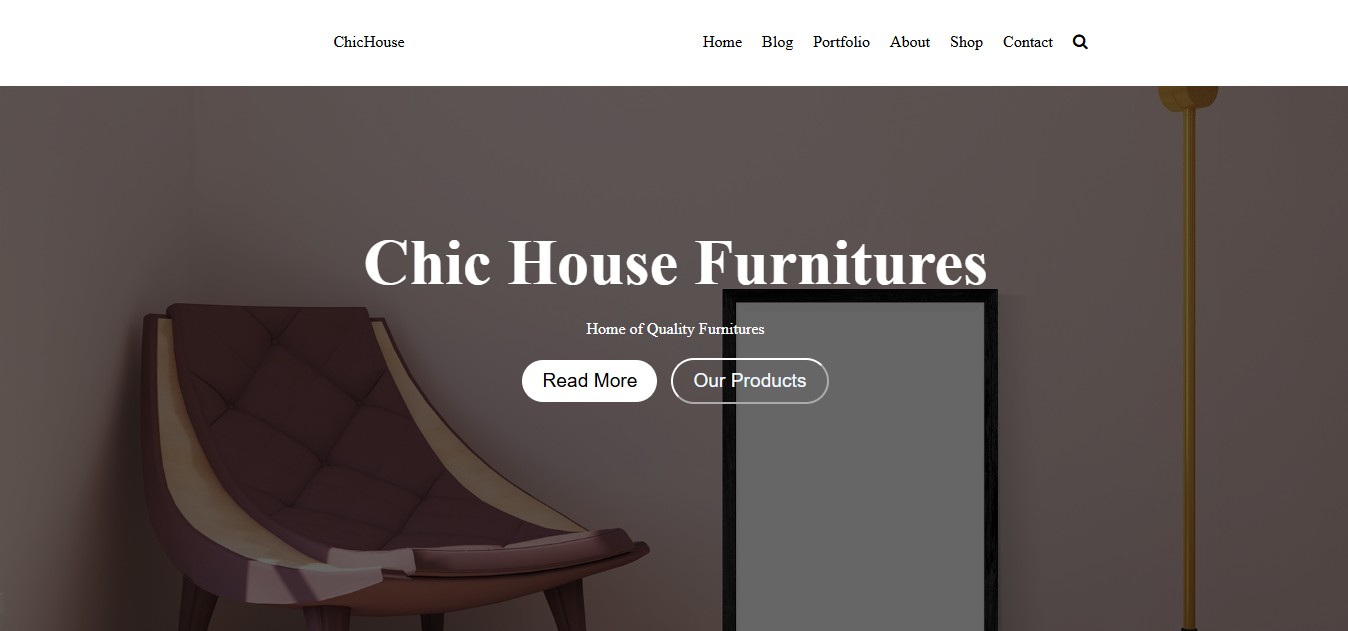 ChicHouse
Home Blog Portfolio About Shop Contact
Chic House Furnitures
Home of Quality Furnitures
Read More Our Products